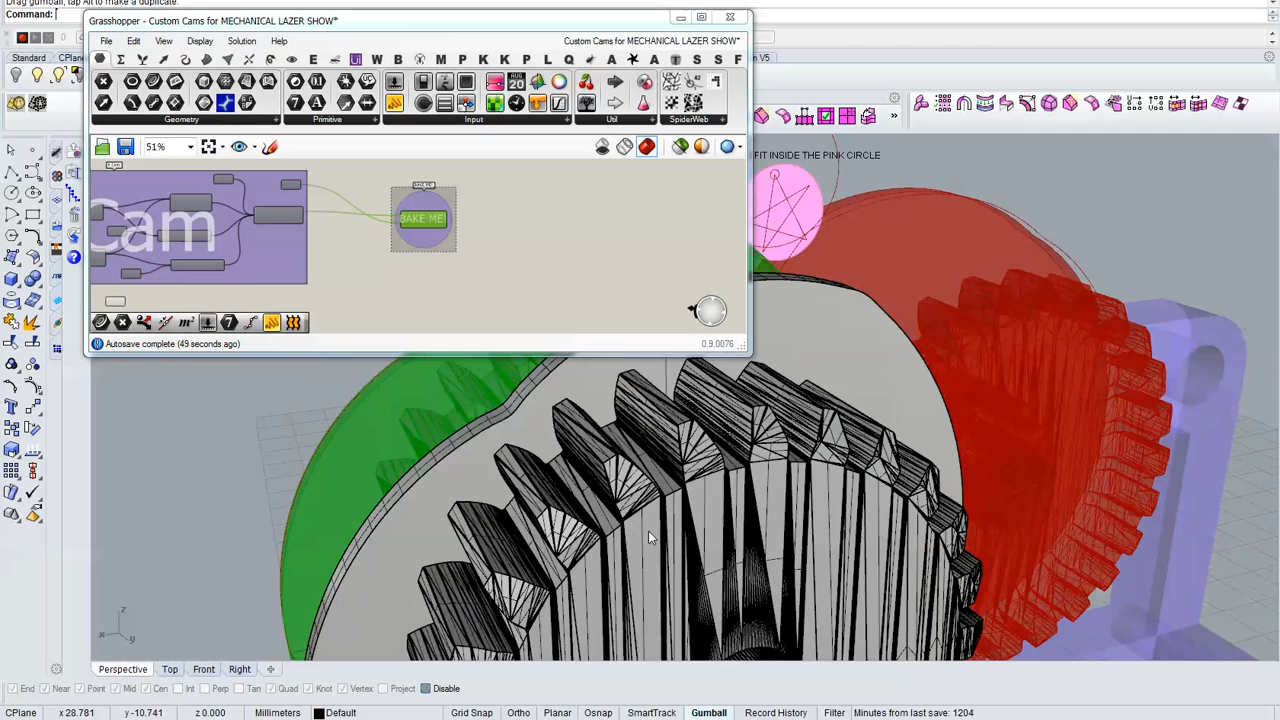 Drag gumball, tap Alt to make a duplicate.
Command:
Grasshopper - Custom Cams for MECHANICAL LAZER SHOW*
File Edit View Display Solution Help
Custom Cams for MECHANICAL LAZER SHOW*
Standard CPlane
Geometry
Primitive
Input
Util
SpiderWeb
51%
FIT INSIDE THE PINK CIRCLE
Cam
BAKE ME!
Autosave complete (49 seconds ago)
0.9.0076
Perspective Top Front Right
End Near Point Mid Cen Int Perp Tan Quad Knot Vertex Project Disable
CPlane x 28.781 y -10.741 z 0.000 Millimeters Default Grid Snap Ortho Planar Osnap SmartTrack Gumball Record History Filter Minutes from last save: 1204